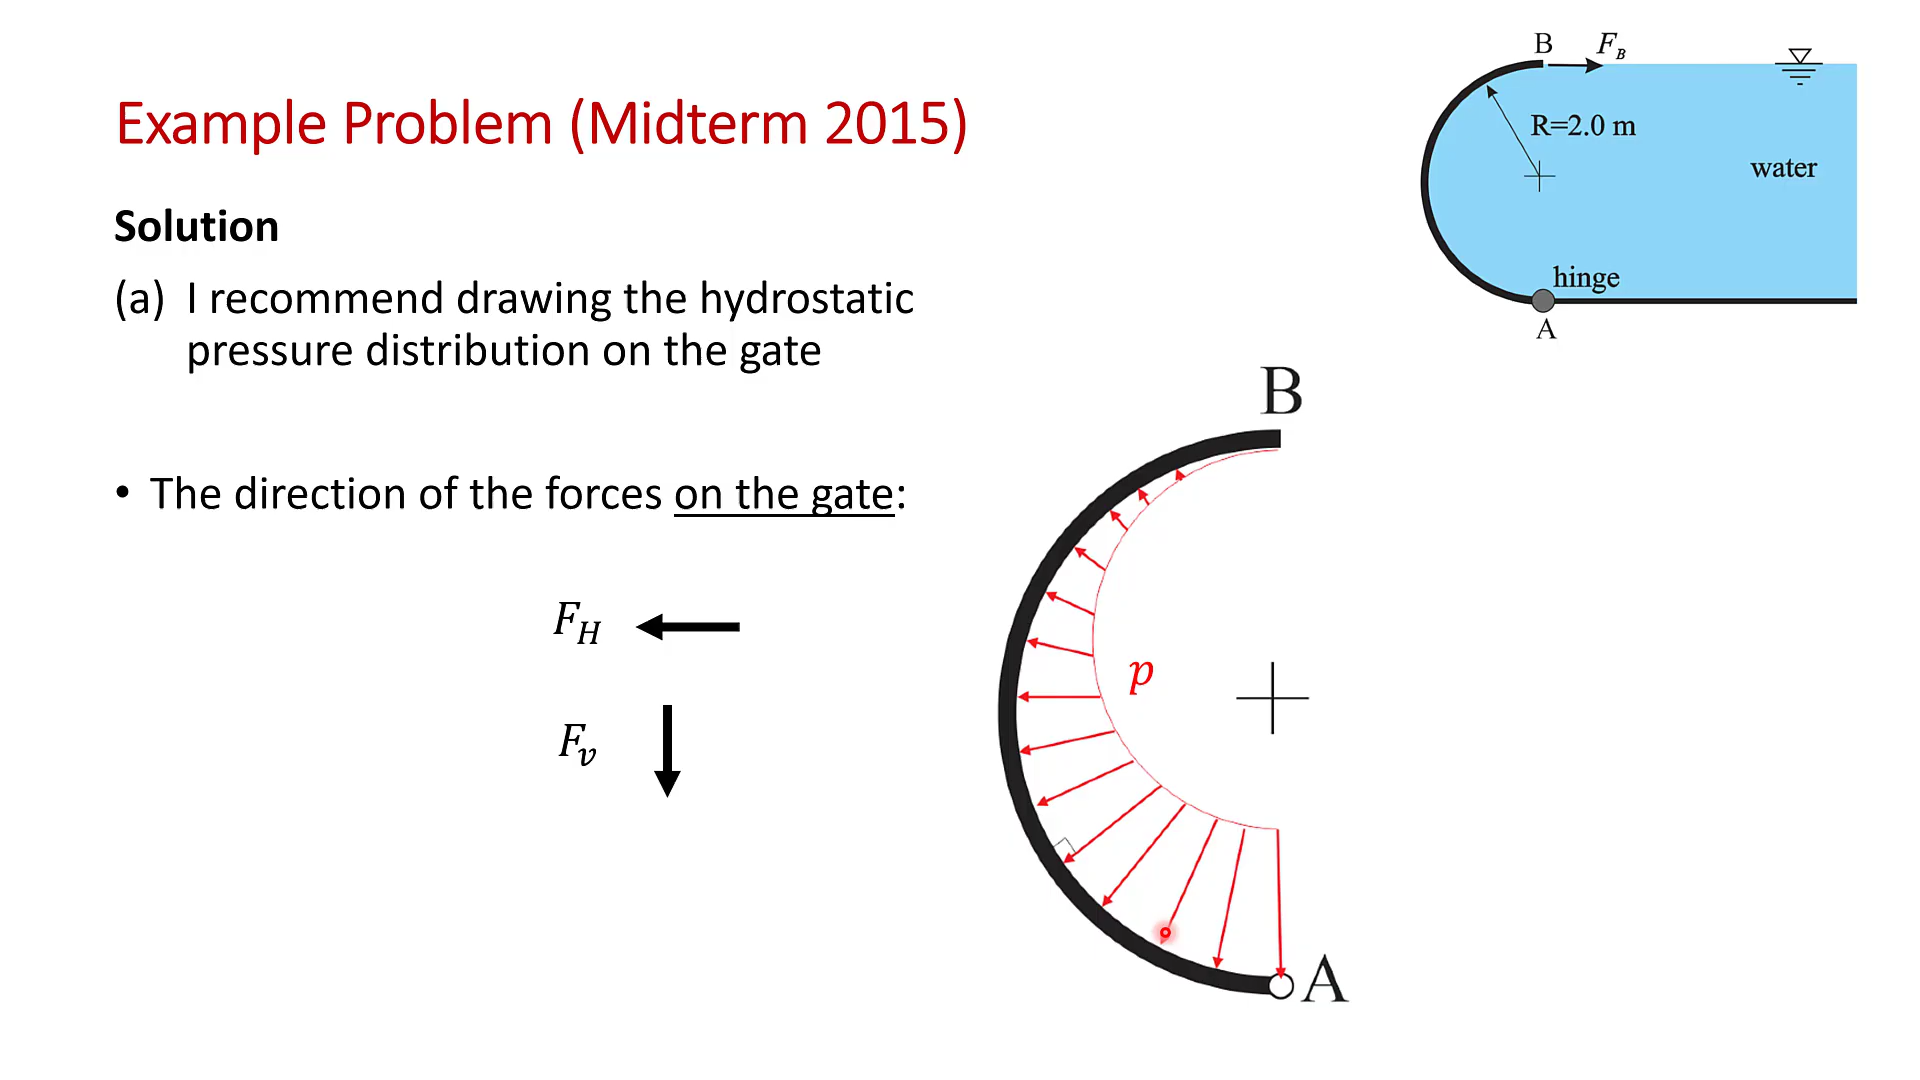 Example Problem (Midterm 2015)
Solution
(a) I recommend drawing the hydrostatic
pressure distribution on the gate
• The direction of the forces on the gate:
F_H
F_v
B F_B
R=2.0 m
water
hinge
A
B
p
A